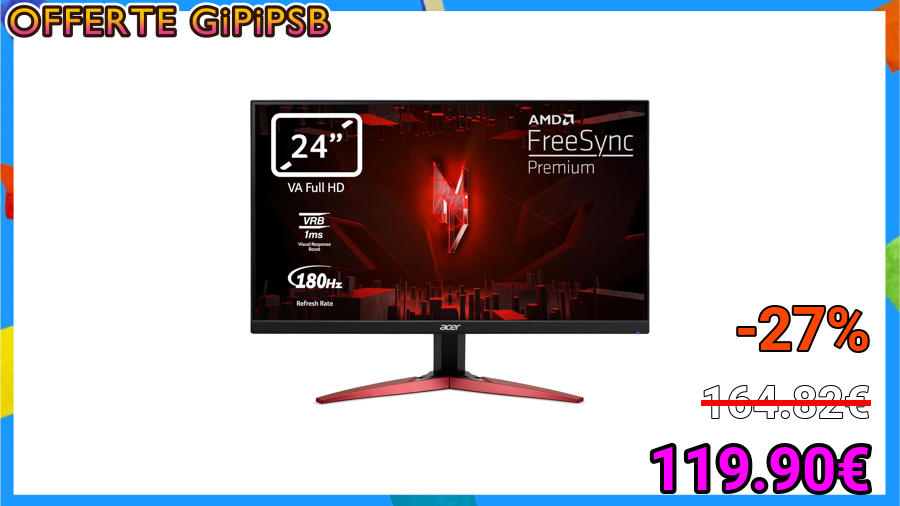 OFFERTE GiPiPSB
24”
VA Full HD
VRB
1ms
Visual Response
Boost
180Hz
Refresh Rate
AMD
FreeSync
Premium
acer
-27%
164.82€
119.90€